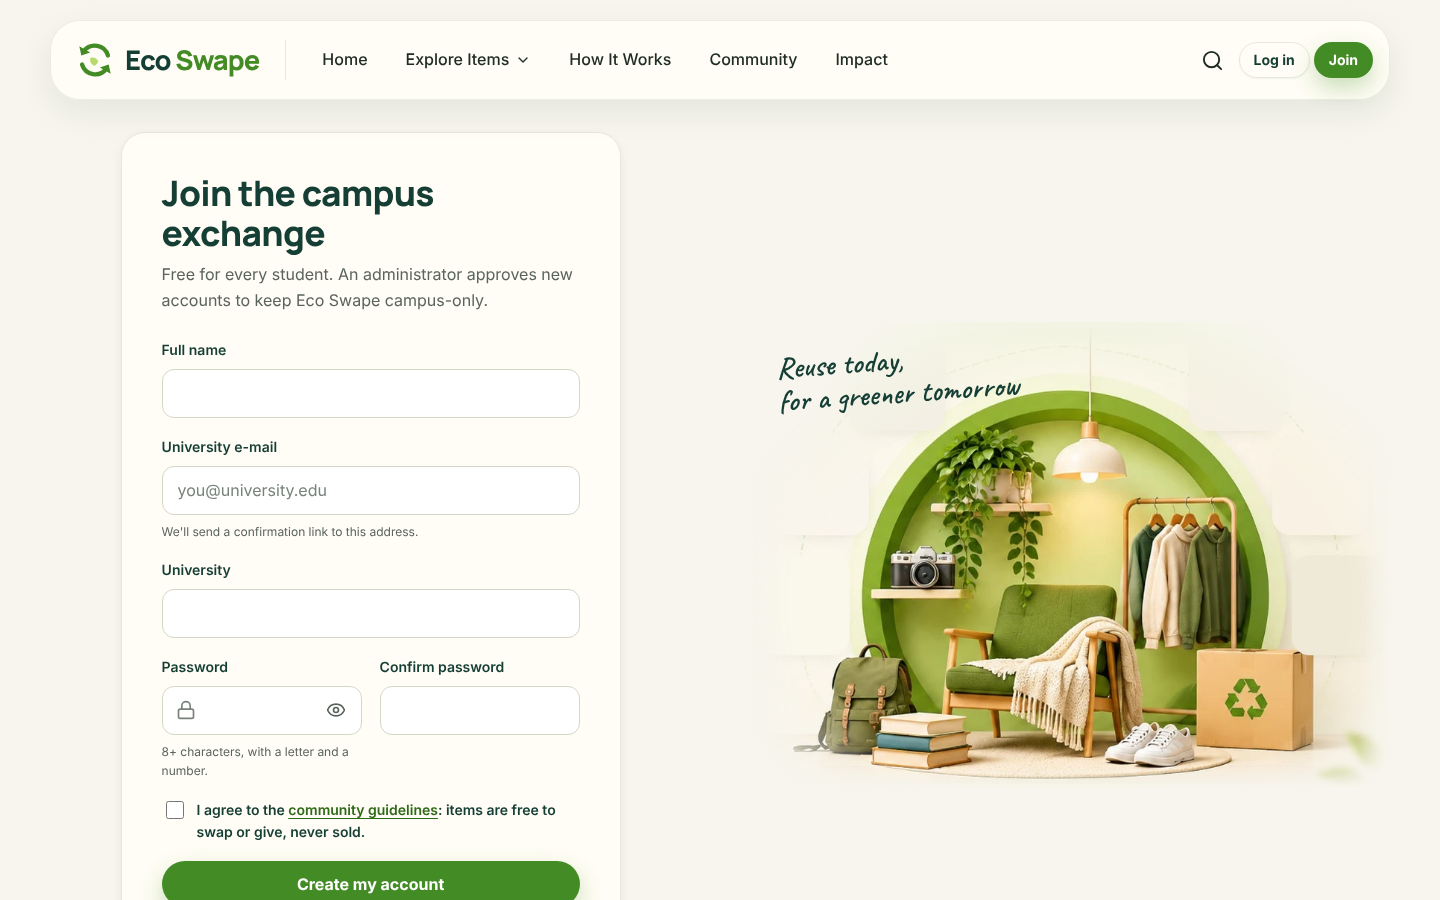 Eco Swape
Home
Explore Items
How It Works
Community
Impact
Log in
Join
Join the campus
exchange
Free for every student. An administrator approves new
accounts to keep Eco Swape campus-only.
Full name
University e-mail
you@university.edu
We'll send a confirmation link to this address.
University
Password
Confirm password
8+ characters, with a letter and a
number.
I agree to the community guidelines: items are free to
swap or give, never sold.
Create my account
Reuse today,
for a greener tomorrow